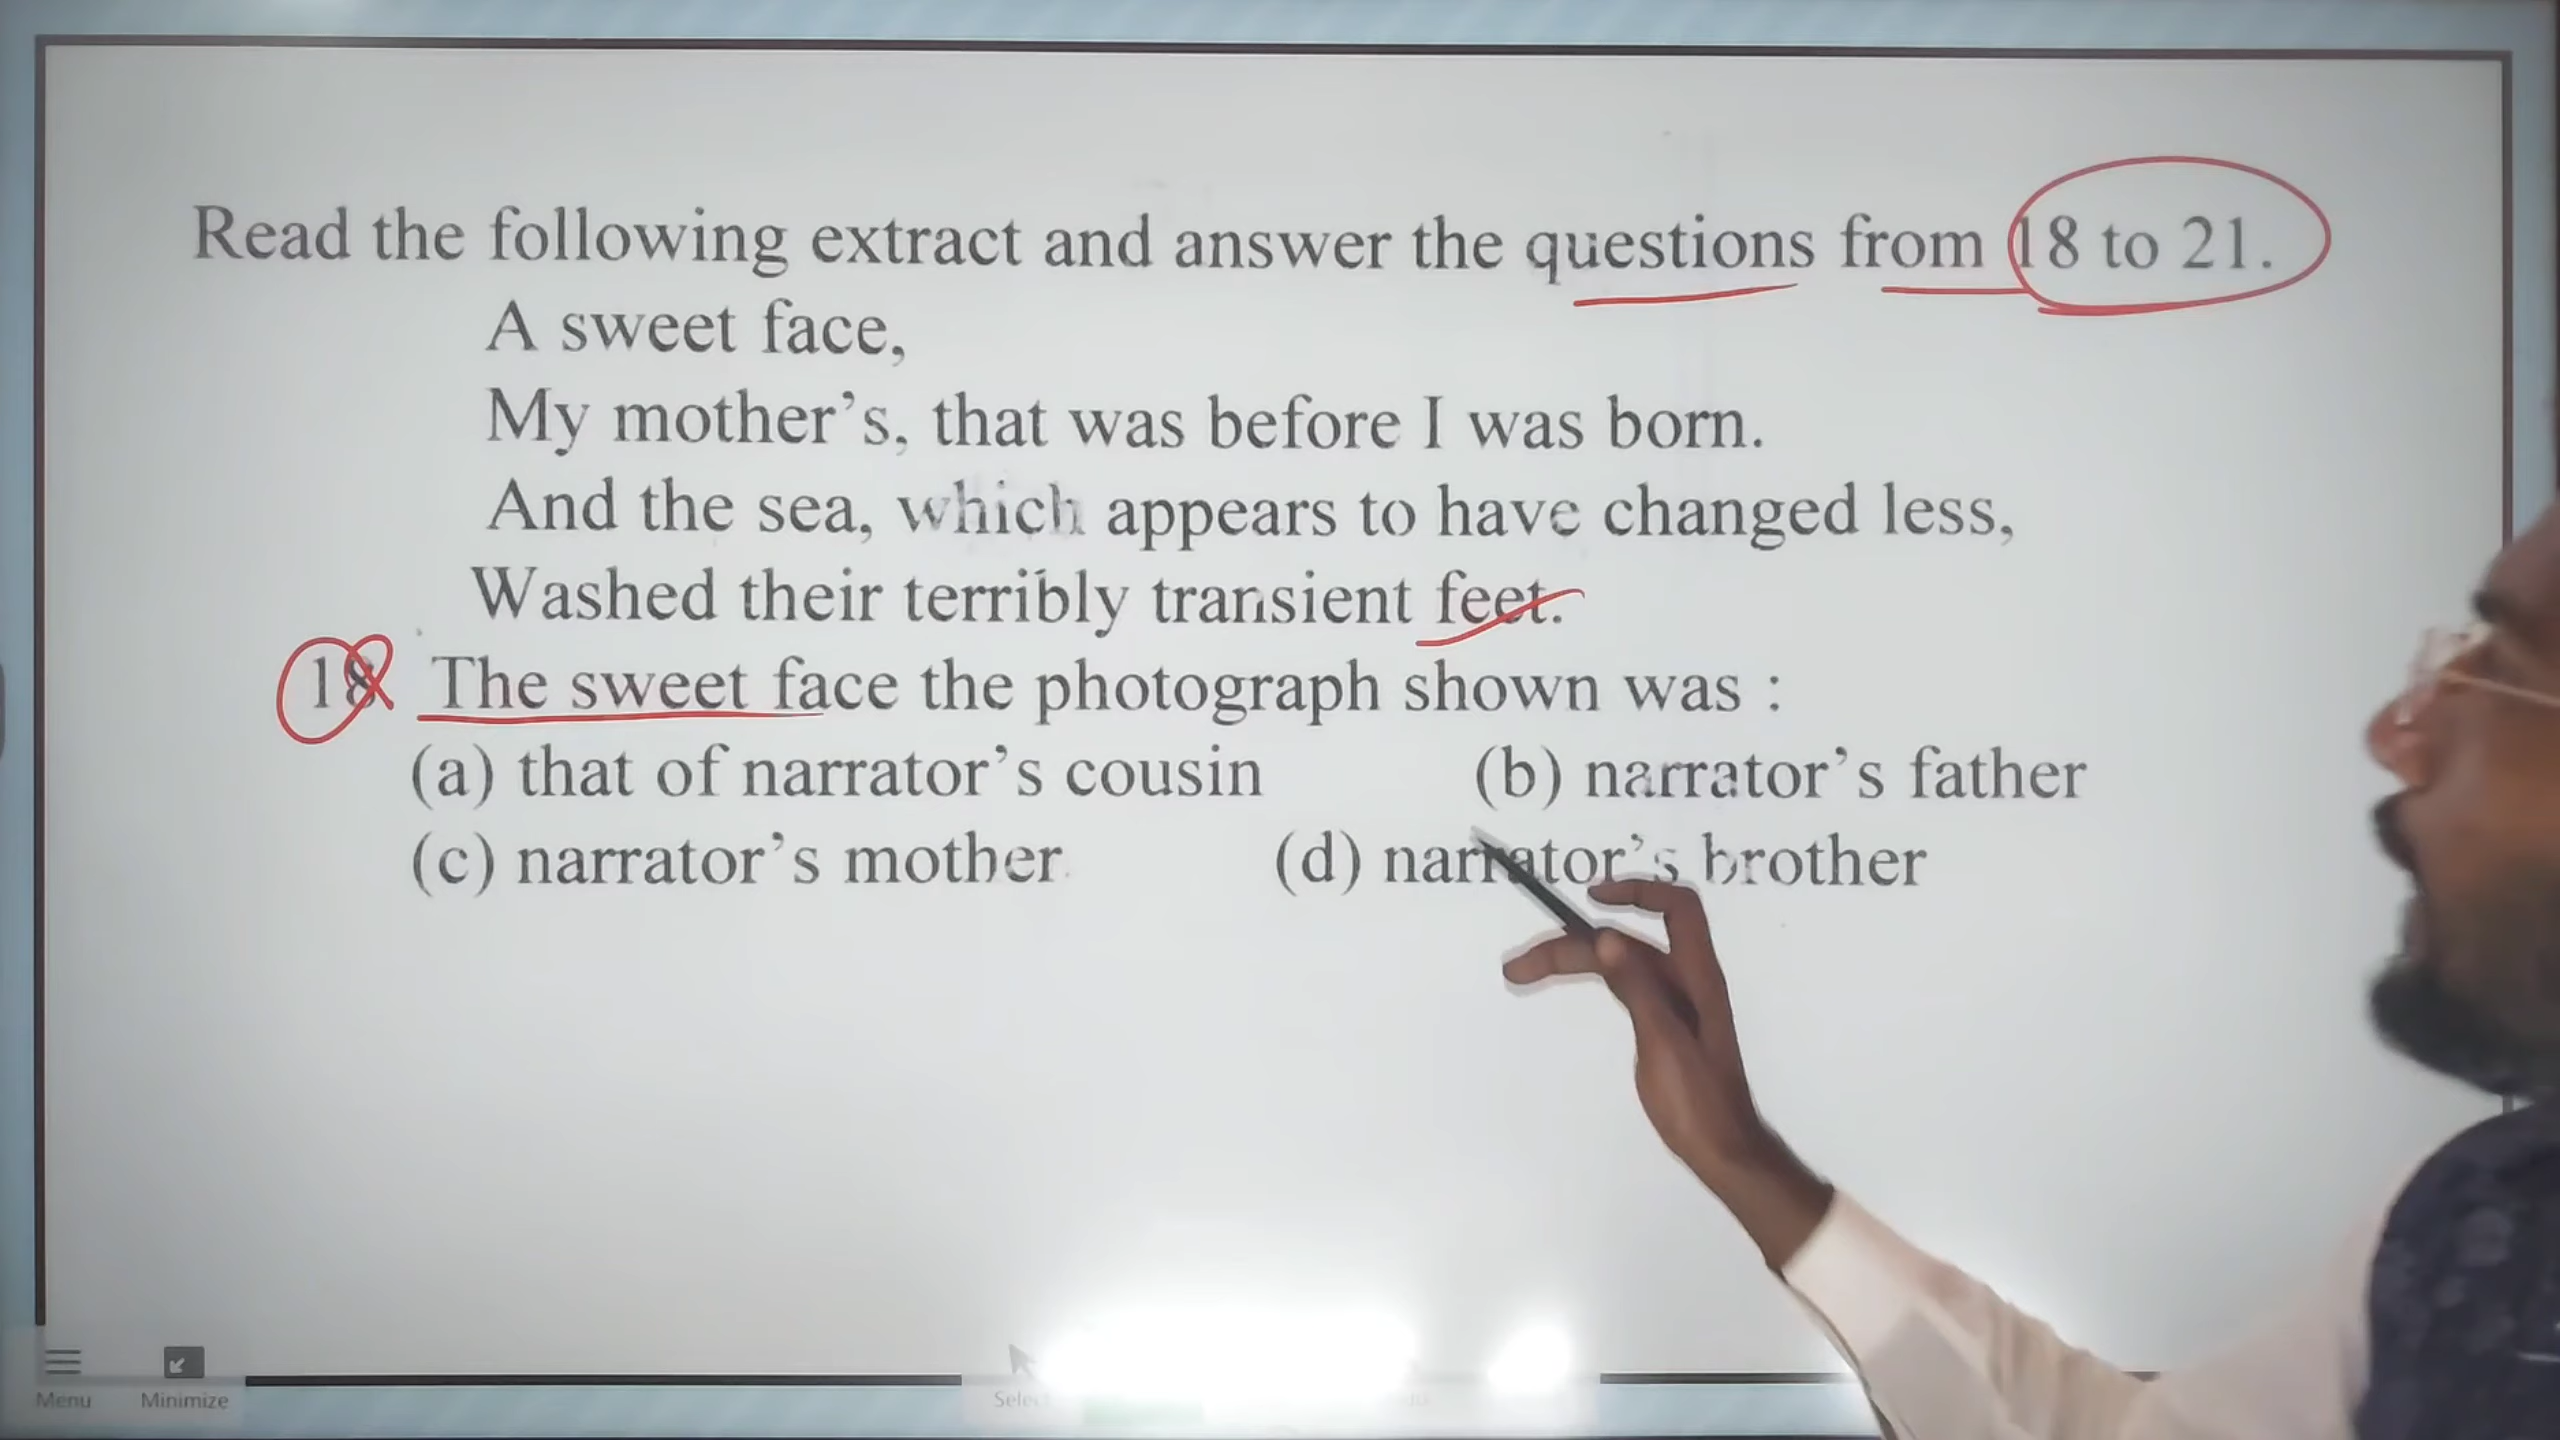 Read the following extract and answer the questions from 18 to 21.
A sweet face,
My mother’s, that was before I was born.
And the sea, which appears to have changed less,
Washed their terribly transient feet.
18 The sweet face the photograph shown was :
(a) that of narrator’s cousin (b) narrator’s father
(c) narrator’s mother (d) narrator’s brother
Menu Minimize